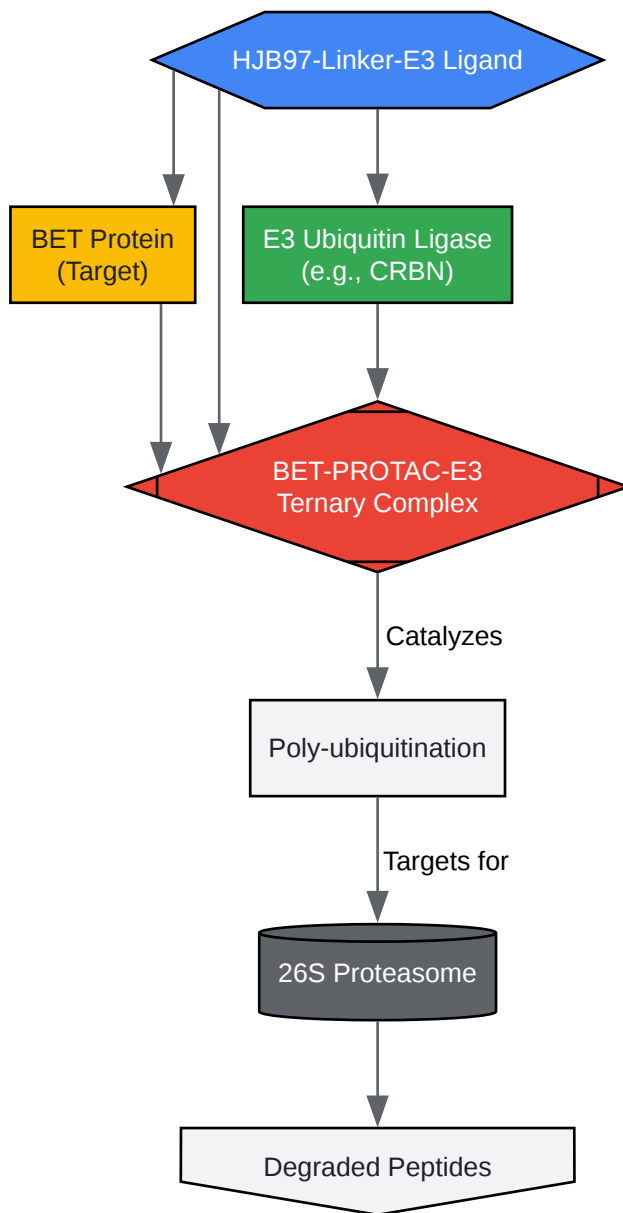 HJB97-Linker-E3 Ligand
BET Protein
(Target)
E3 Ubiquitin Ligase
(e.g., CRBN)
BET-PROTAC-E3
Ternary Complex
Catalyzes
Poly-ubiquitination
Targets for
26S Proteasome
Degraded Peptides